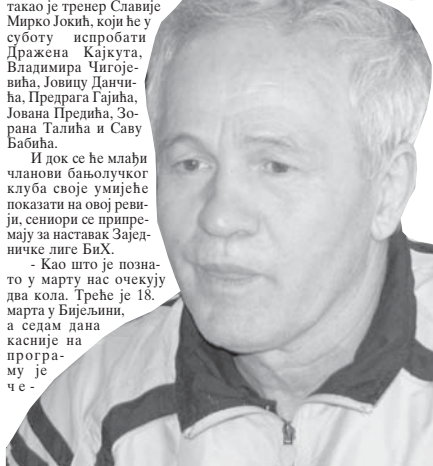 такао је тренер Славије
Мирко Јокић, који ће у
суботу испробати
Дражена Кајкута,
Владимира Чигоје-
вића, Јовицу Данчи-
ћа, Предрага Гајића,
Јована Предића, Зо-
рана Талића и Саву
Бабића.
И док се ће млађи
чланови бањолучког
клуба своје умијеће
показати на овој реви-
ји, сениори се припре-
мају за наставак Зајед-
ничке лиге БиХ.
- Као што је позна-
то у марту нас очекују
два кола. Треће је 18.
марта у Бијељини,
а седам дана
касније на
програ-
му је
че-